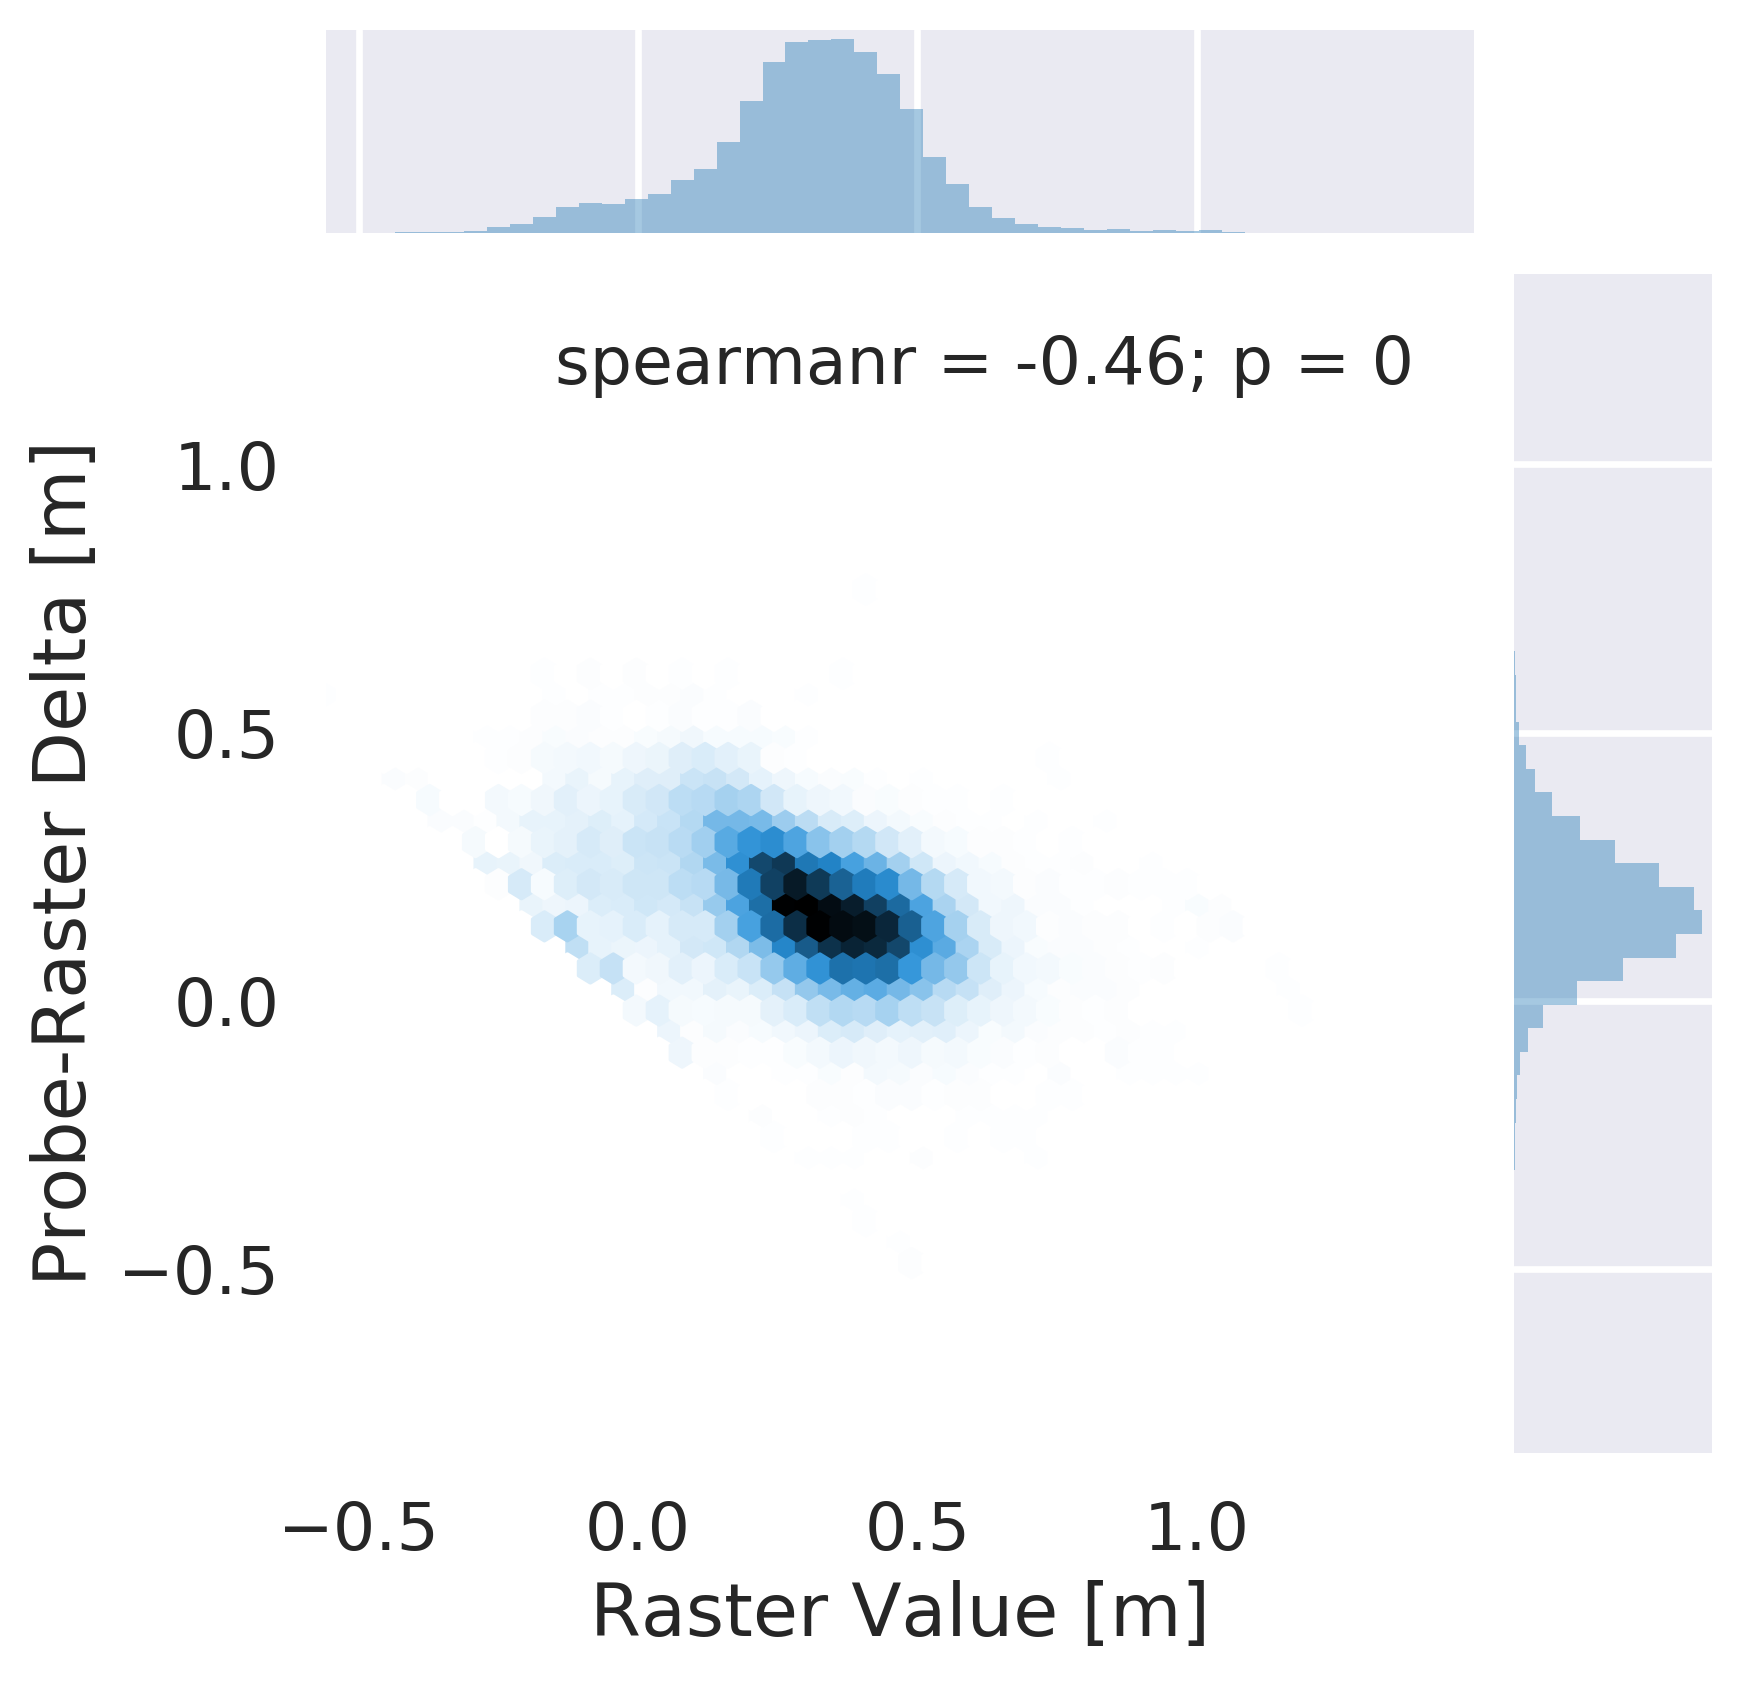 spearmanr = -0.46; p = 0
Probe-Raster Delta [m]
1.0
0.5
0.0
−0.5
−0.5 0.0 0.5 1.0
Raster Value [m]